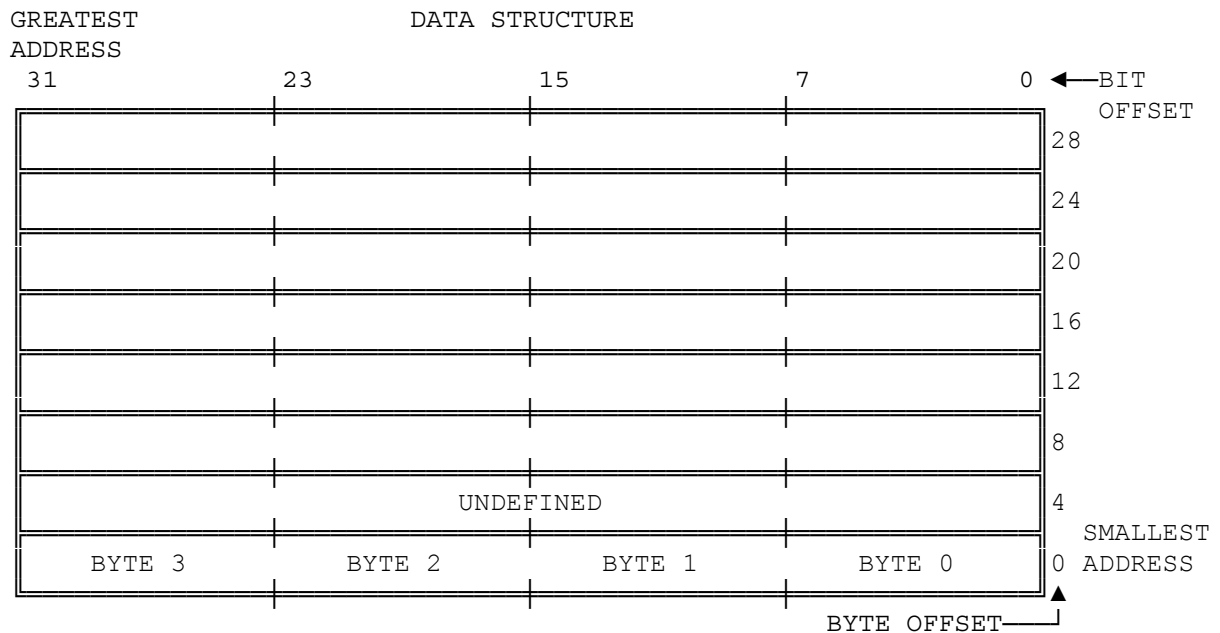 GREATEST DATA STRUCTURE
ADDRESS
31 23 15 7 0 ◄──BIT
OFFSET
28
24
20
16
12
8
UNDEFINED 4
SMALLEST
BYTE 3 BYTE 2 BYTE 1 BYTE 0 0 ADDRESS
BYTE OFFSET